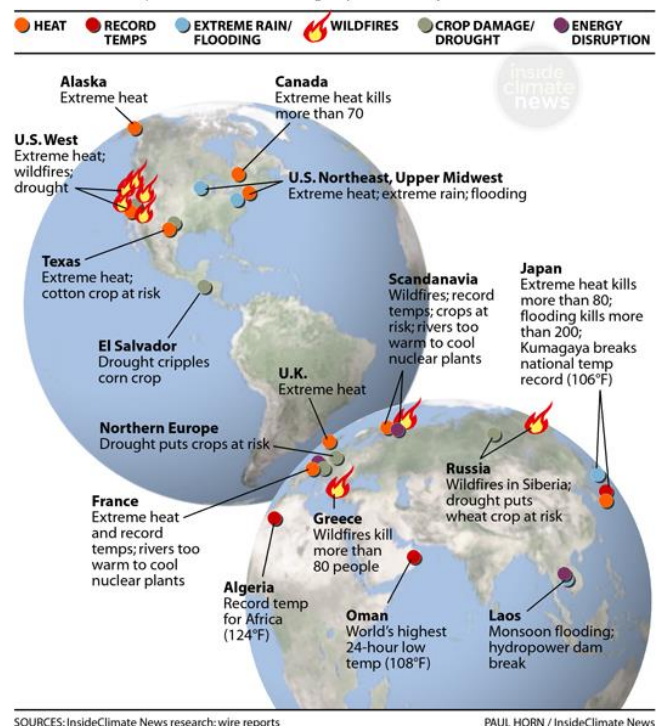 HEAT
RECORD
TEMPS
EXTREME RAIN/
FLOODING
WILDFIRES
CROP DAMAGE/
DROUGHT
ENERGY
DISRUPTION
inside
climate
news
Alaska
Extreme heat
Canada
Extreme heat kills
more than 70
U.S. West
Extreme heat;
wildfires;
drought
U.S. Northeast, Upper Midwest
Extreme heat; extreme rain; flooding
Texas
Extreme heat;
cotton crop at risk
El Salvador
Drought cripples
corn crop
Scandanavia
Wildfires; record
temps; crops at
risk; rivers too
warm to cool
nuclear plants
Japan
Extreme heat kills
more than 80;
flooding kills more
than 200;
Kumagaya breaks
national temp
record (106°F)
U.K.
Extreme heat
Northern Europe
Drought puts crops at risk
France
Extreme heat
and record
temps; rivers too
warm to cool
nuclear plants
Greece
Wildfires kill
more than
80 people
Russia
Wildfires in Siberia;
drought puts
wheat crop at risk
Algeria
Record temp
for Africa
(124°F)
Oman
World's highest
24-hour low
temp (108°F)
Laos
Monsoon flooding;
hydropower dam
break
SOURCES: InsideClimate News research; wire reports
PAUL HORN / InsideClimate News